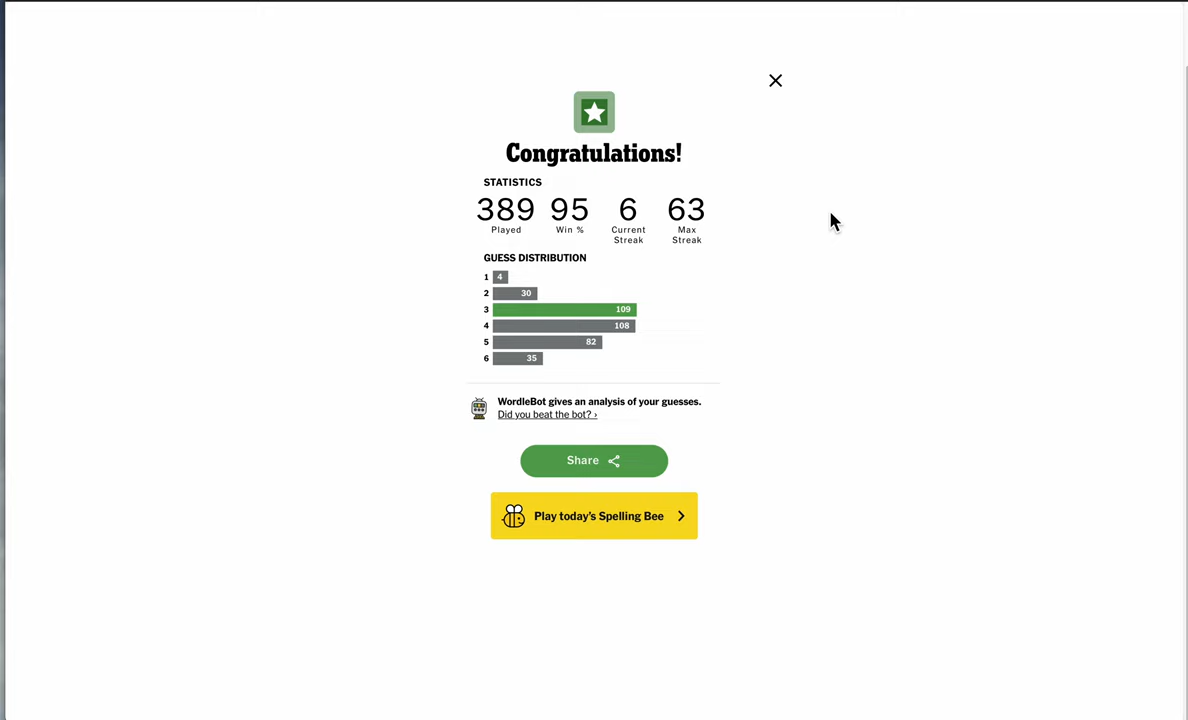 Congratulations!
STATISTICS
389 95 6 63
Played Win % Current Streak Max Streak
GUESS DISTRIBUTION
1 4
2 30
3 109
4 108
5 82
6 35
WordleBot gives an analysis of your guesses.
Did you beat the bot? ›
Share
Play today's Spelling Bee